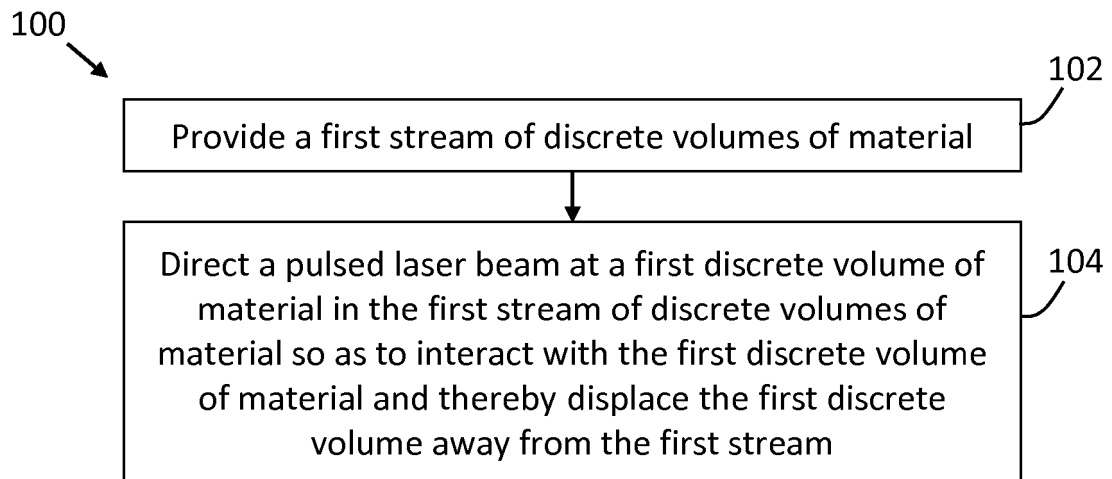 100
102
Provide a first stream of discrete volumes of material
104
Direct a pulsed laser beam at a first discrete volume of
material in the first stream of discrete volumes of
material so as to interact with the first discrete volume
of material and thereby displace the first discrete
volume away from the first stream